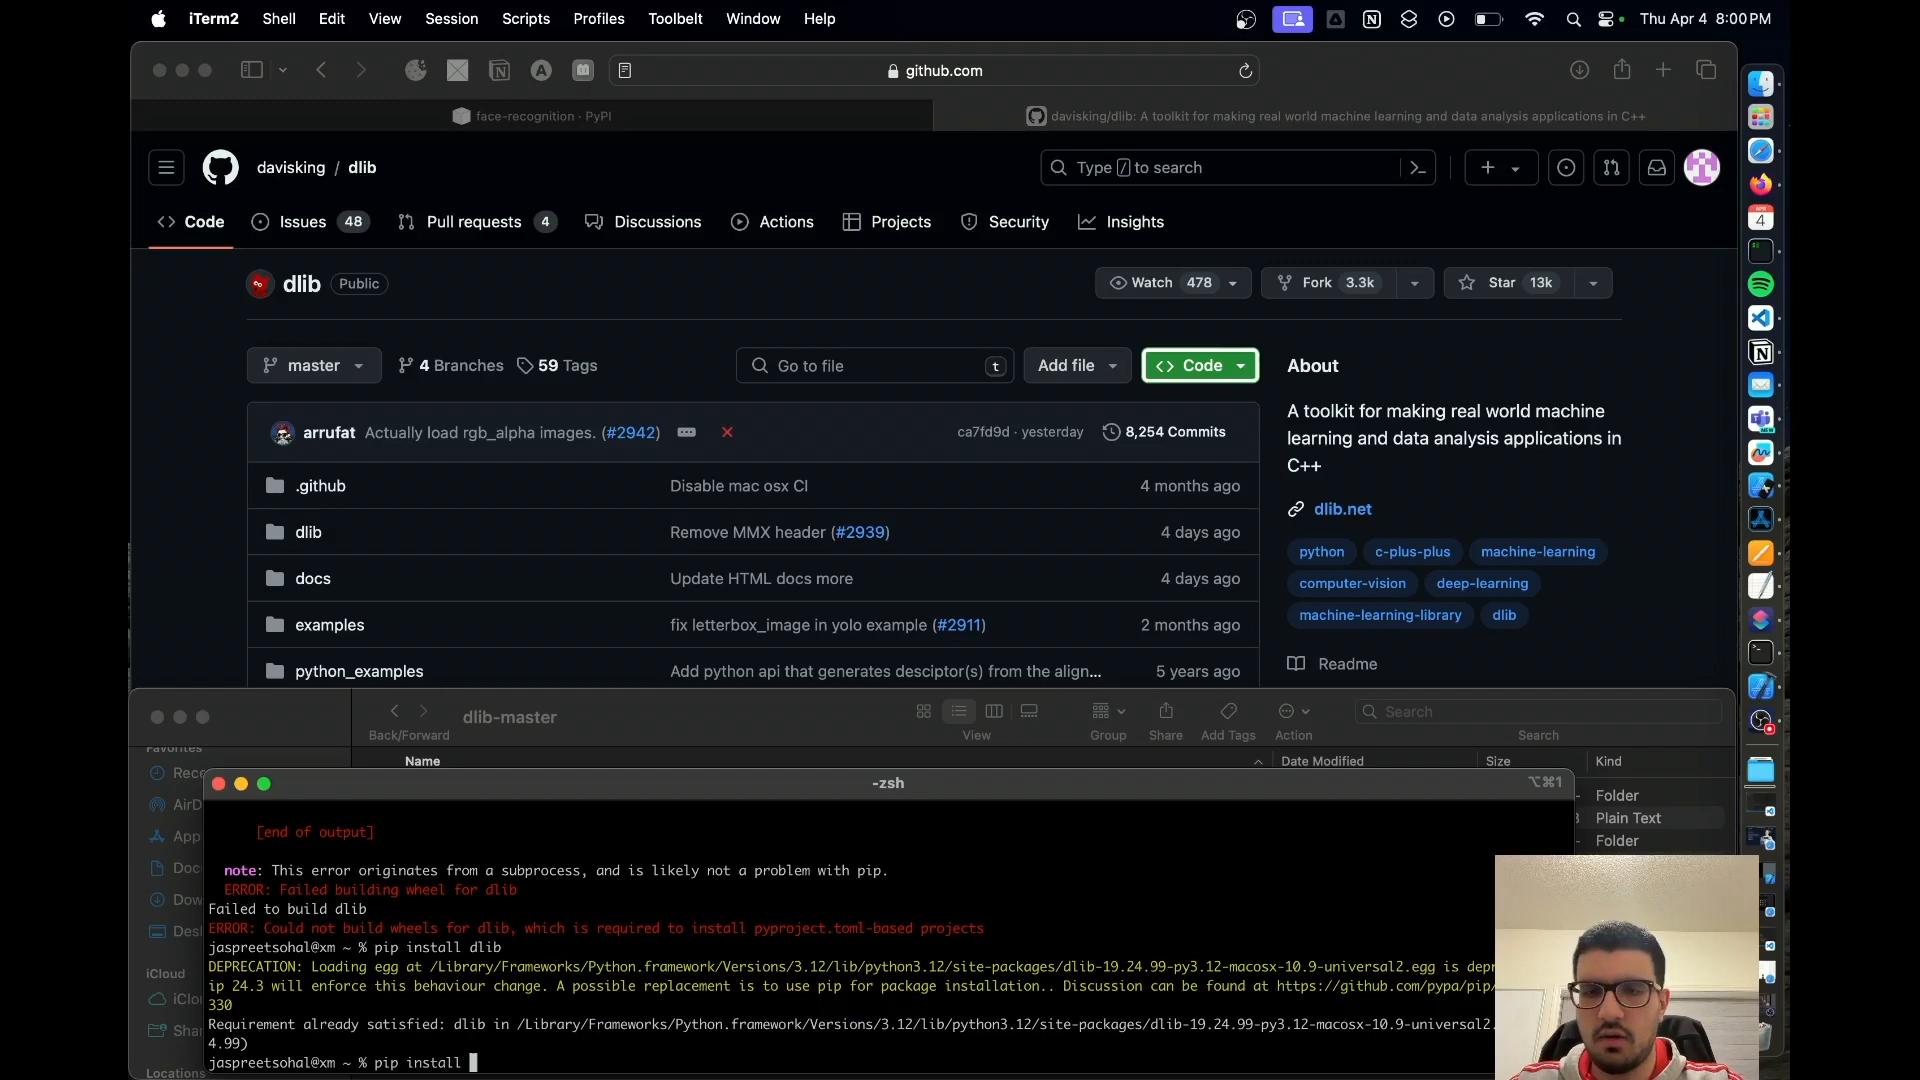 iTerm2 Shell Edit View Session Scripts Profiles Toolbelt Window Help Thu Apr 4 8:00PM
github.com
face-recognition - PyPI
davisking/dlib: A toolkit for making real world machine learning and data analysis applications in C++
davisking / dlib
Type / to search
Code Issues 48 Pull requests 4 Discussions Actions Projects Security Insights
dlib Public
Watch 478 Fork 3.3k Star 13k
master 4 Branches 59 Tags Go to file t Add file Code
About
A toolkit for making real world machine
learning and data analysis applications in
C++
dlib.net
python c-plus-plus machine-learning
computer-vision deep-learning
machine-learning-library dlib
Readme
arrufat Actually load rgb_alpha images. (#2942) ca7fd9d · yesterday 8,254 Commits
.github Disable mac osx CI 4 months ago
dlib Remove MMX header (#2939) 4 days ago
docs Update HTML docs more 4 days ago
examples fix letterbox_image in yolo example (#2911) 2 months ago
python_examples Add python api that generates desciptor(s) from the align... 5 years ago
dlib-master Search
Back/Forward View Group Share Add Tags Action Search
Favorites
Name Date Modified Size Kind
Folder
Plain Text
Folder
Rece
AirD
App
Doc
Dow
Des
iCloud
iClo
Sha
Locations
-zsh ⌥⌘1
[end of output]
note: This error originates from a subprocess, and is likely not a problem with pip.
ERROR: Failed building wheel for dlib
Failed to build dlib
ERROR: Could not build wheels for dlib, which is required to install pyproject.toml-based projects
jaspreetsohal@xm ~ % pip install dlib
DEPRECATION: Loading egg at /Library/Frameworks/Python.framework/Versions/3.12/lib/python3.12/site-packages/dlib-19.24.99-py3.12-macosx-10.9-universal2.egg is depr
ip 24.3 will enforce this behaviour change. A possible replacement is to use pip for package installation.. Discussion can be found at https://github.com/pypa/pip/
330
Requirement already satisfied: dlib in /Library/Frameworks/Python.framework/Versions/3.12/lib/python3.12/site-packages/dlib-19.24.99-py3.12-macosx-10.9-universal2.
4.99)
jaspreetsohal@xm ~ % pip install